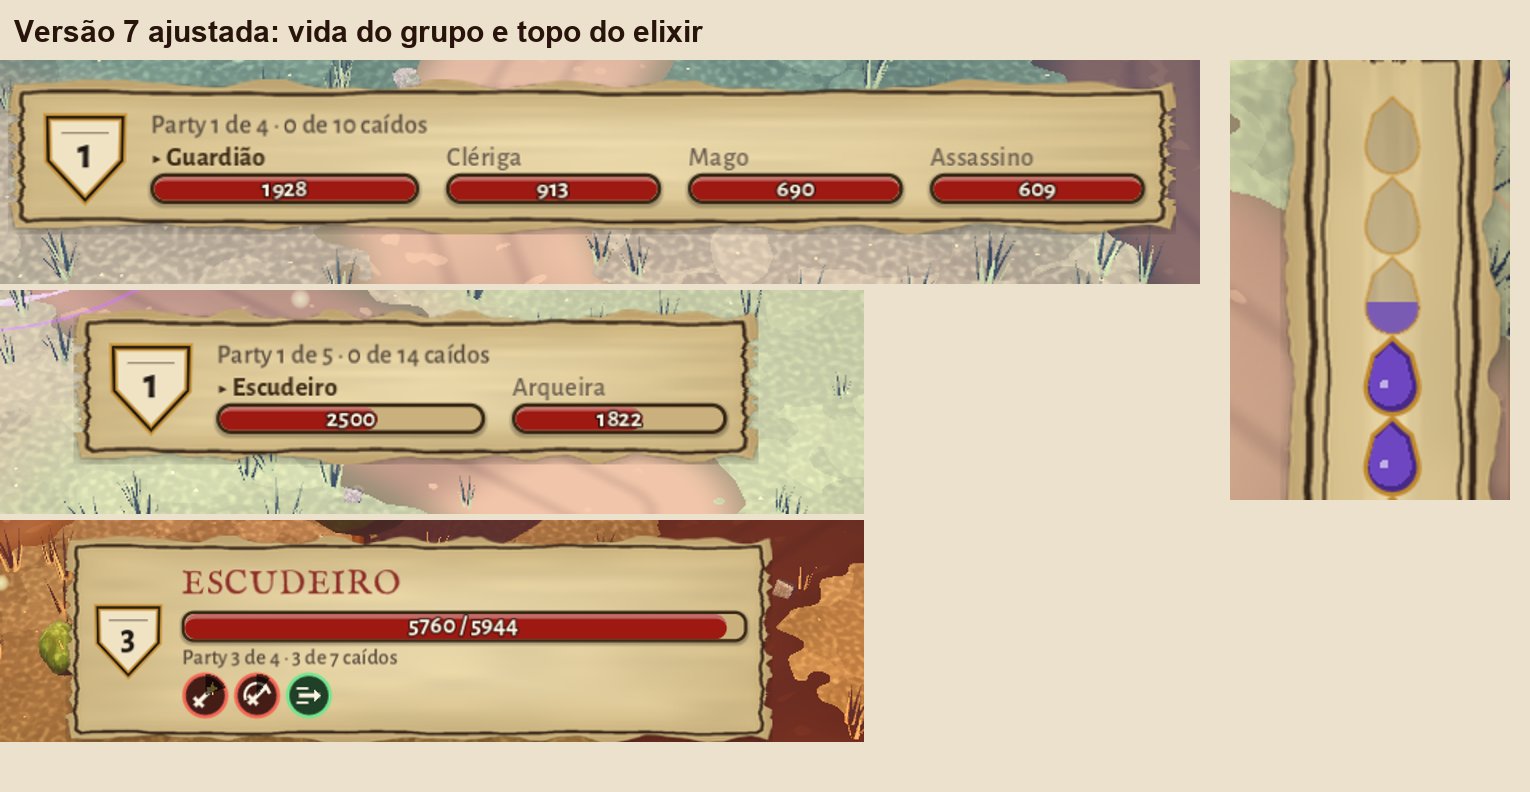 Versão 7 ajustada: vida do grupo e topo do elixir
1
Party 1 de 4 · 0 de 10 caídos
▸ Guardião Clériga Mago Assassino
1928 913 690 609
1
Party 1 de 5 · 0 de 14 caídos
▸ Escudeiro Arqueira
2500 1822
ESCUDEIRO
3
5760 / 5944
Party 3 de 4 · 3 de 7 caídos